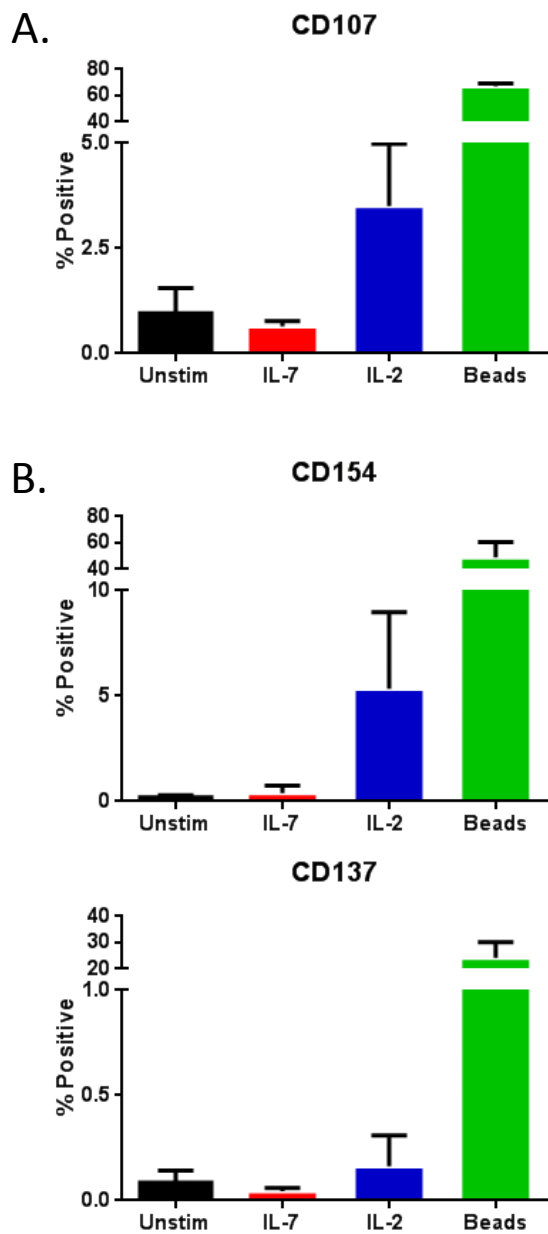 A.
CD107
80
60
40
5.0
2.5
0.0
% Positive
Unstim IL-7 IL-2 Beads
B.
CD154
80
60
40
10
5
0
% Positive
Unstim IL-7 IL-2 Beads
CD137
40
30
20
1.0
0.5
0.0
% Positive
Unstim IL-7 IL-2 Beads